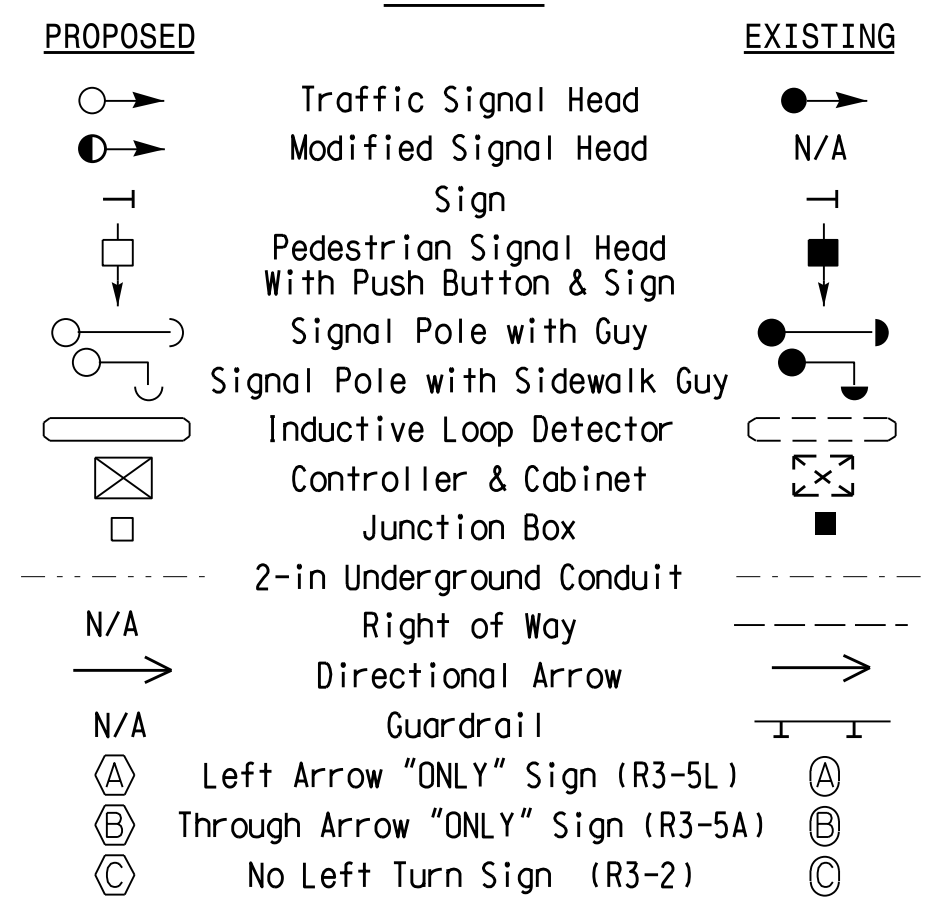 PROPOSED EXISTING
Traffic Signal Head
Modified Signal Head N/A
Sign
Pedestrian Signal Head
With Push Button & Sign
Signal Pole with Guy
Signal Pole with Sidewalk Guy
Inductive Loop Detector
Controller & Cabinet
Junction Box
2-in Underground Conduit
N/A Right of Way
Directional Arrow
N/A Guardrail
A Left Arrow "ONLY" Sign (R3-5L) A
B Through Arrow "ONLY" Sign (R3-5A) B
C No Left Turn Sign (R3-2) C